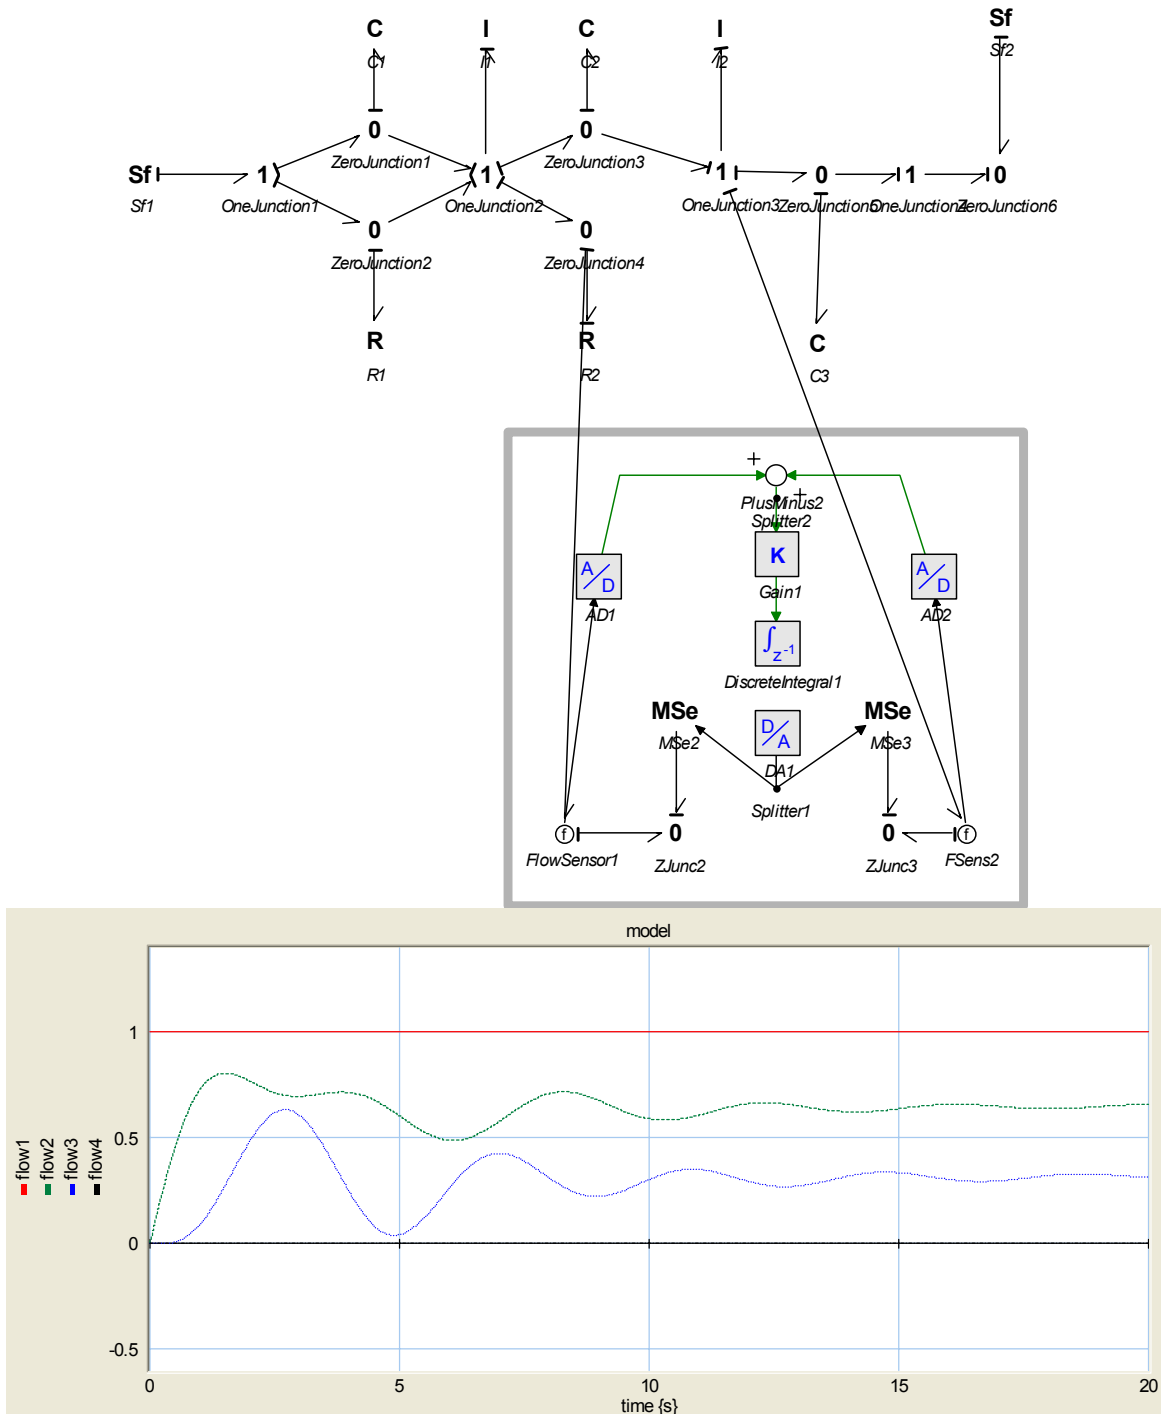 C I C I Sf
C1 I1 C2 I2 Sf2
0 0
ZeroJunction1 ZeroJunction3
Sf 1 1 1 0 1 0
Sf1 OneJunction1 OneJunction2 OneJunction3 ZeroJunction5 OneJunction4 ZeroJunction6
0 0
ZeroJunction2 ZeroJunction4
R R C
R1 R2 C3
+
PlusMinus2 +
Splitter2
A/D K A/D
AD1 Gain1 AD2
∫z-1
DiscreteIntegral1
MSe D/A MSe
MSe2 DA1 MSe3
Splitter1
f 0 0 f
FlowSensor1 ZJunc2 ZJunc3 FSens2
model
flow1
flow2
flow3
flow4
1
0.5
0
-0.5
0 5 10 15 20
time {s}